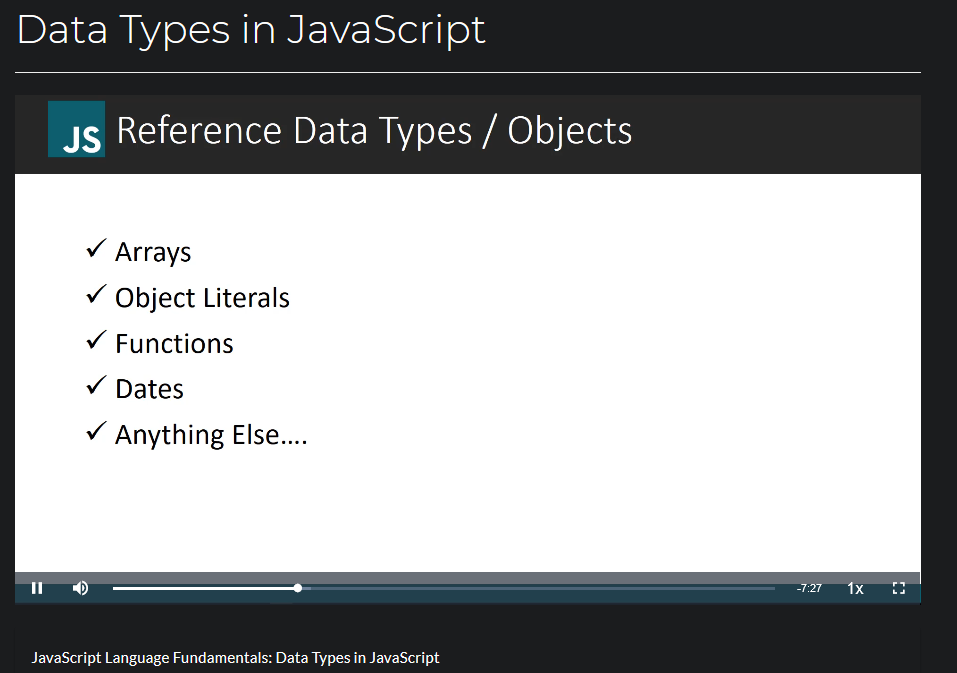 Data Types in JavaScript
JS Reference Data Types / Objects
✓ Arrays
✓ Object Literals
✓ Functions
✓ Dates
✓ Anything Else....
-7:27 1x
JavaScript Language Fundamentals: Data Types in JavaScript